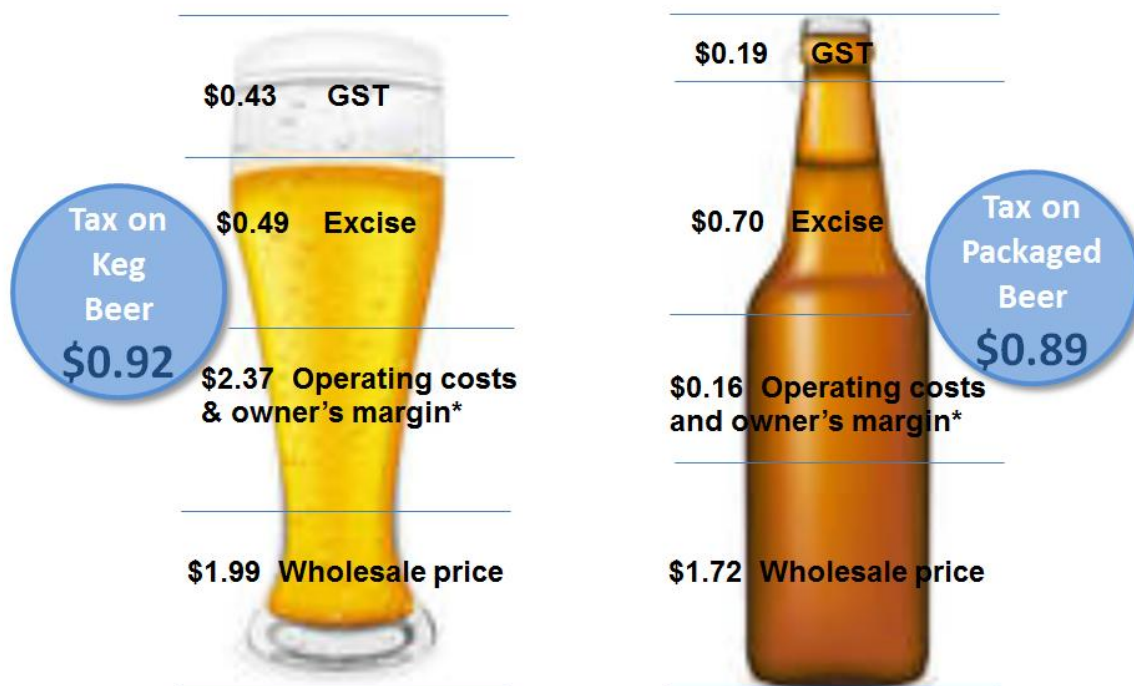 $0.43 GST
$0.49 Excise
Tax on
Keg
Beer
$0.92
$2.37 Operating costs
& owner's margin*
$1.99 Wholesale price
$0.19 GST
$0.70 Excise
Tax on
Packaged
Beer
$0.89
$0.16 Operating costs
and owner's margin*
$1.72 Wholesale price